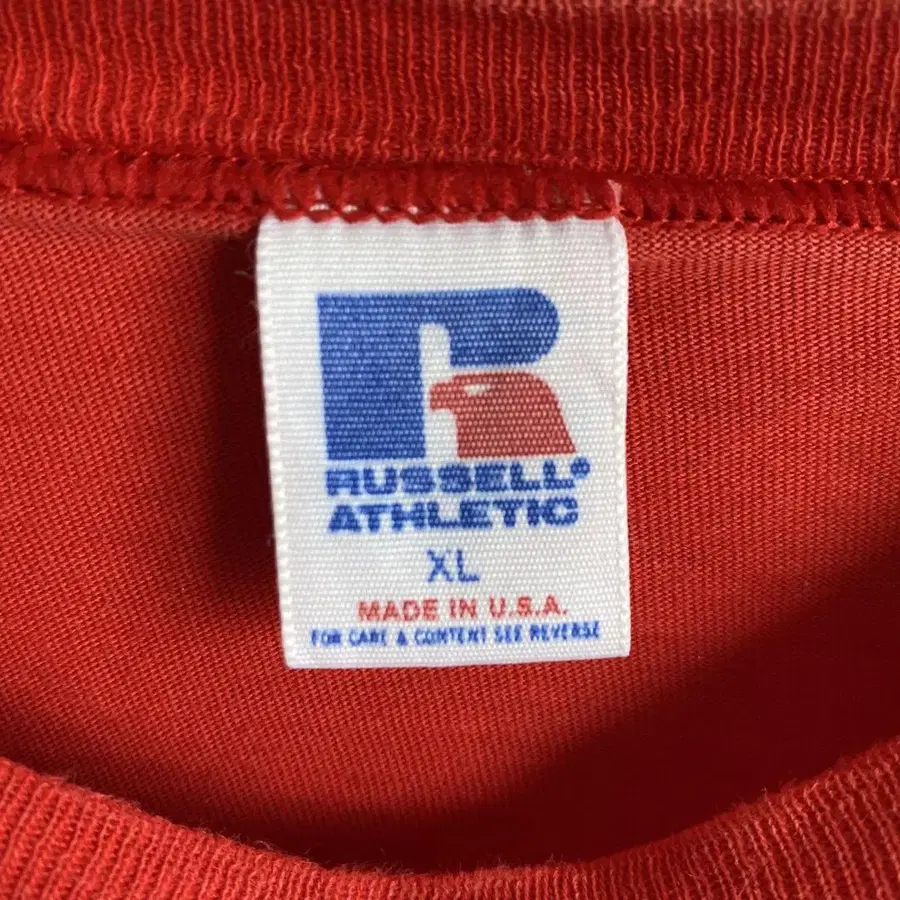 RUSSELL®
ATHLETIC
XL
MADE IN U.S.A.
FOR CARE & CONTENT SEE REVERSE